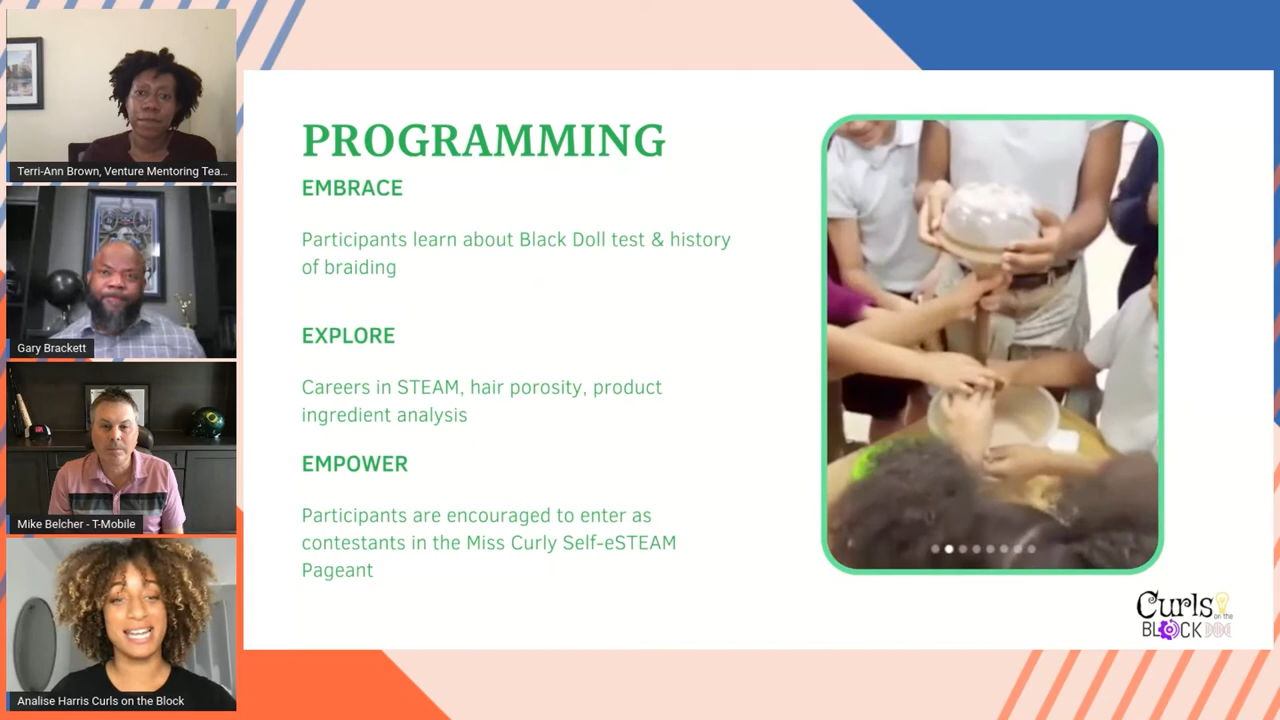 Terri-Ann Brown, Venture Mentoring Tea...
Gary Brackett
Mike Belcher - T-Mobile
Analise Harris Curls on the Block
PROGRAMMING
EMBRACE
Participants learn about Black Doll test & history
of braiding
EXPLORE
Careers in STEAM, hair porosity, product
ingredient analysis
EMPOWER
Participants are encouraged to enter as
contestants in the Miss Curly Self-eSTEAM
Pageant
Curls
on the
BLOCK